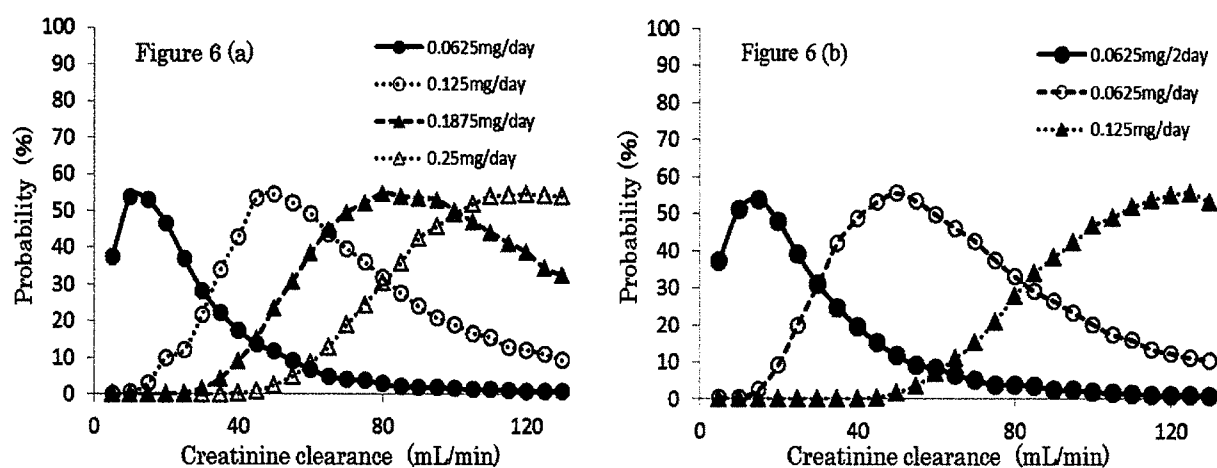 Figure 6 (a)
0.0625mg/day
0.125mg/day
0.1875mg/day
0.25mg/day
Probability (%)
100
90
80
70
60
50
40
30
20
10
0
0 40 80 120
Creatinine clearance (mL/min)
Figure 6 (b)
0.0625mg/2day
0.0625mg/day
0.125mg/day
Probability (%)
100
90
80
70
60
50
40
30
20
10
0
0 40 80 120
Creatinine clearance (mL/min)